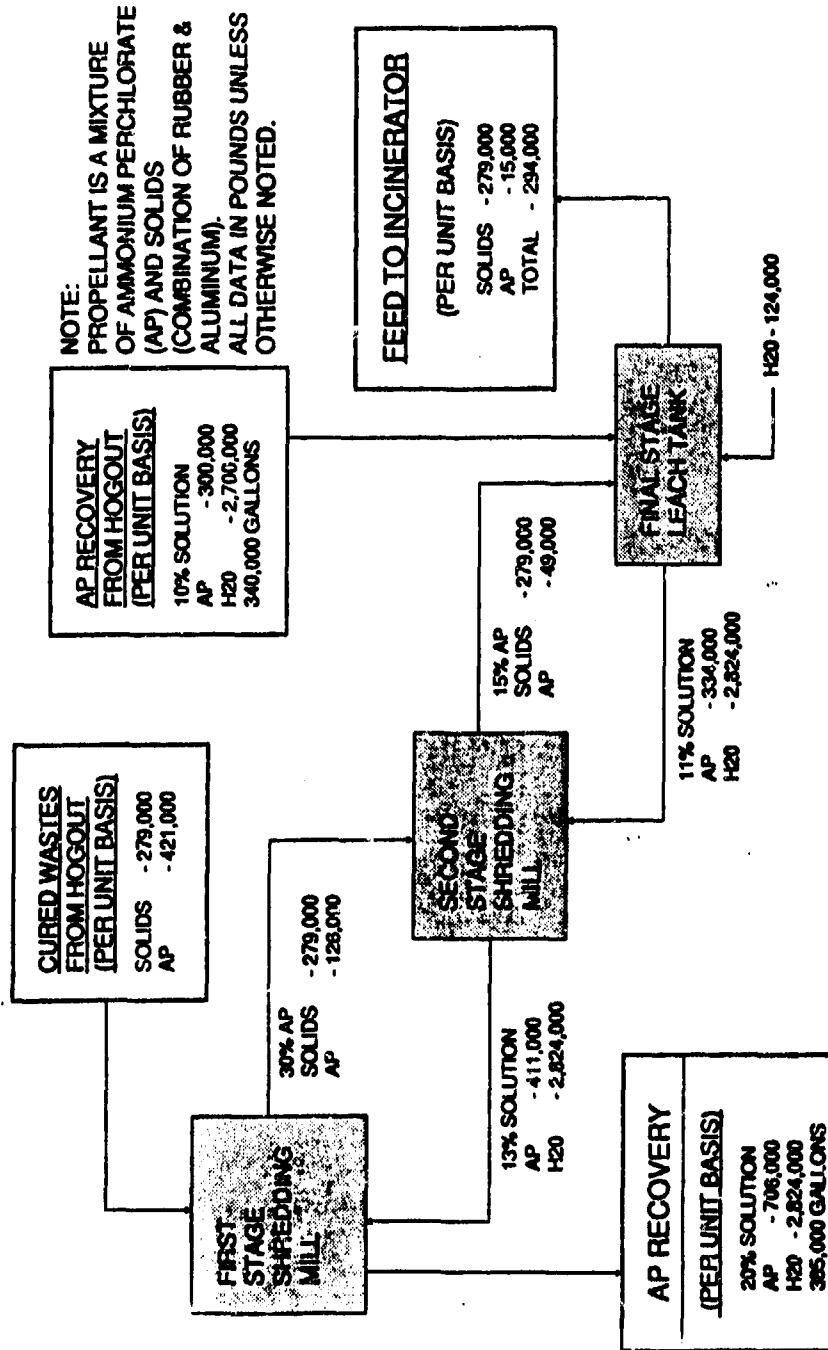 NOTE:
PROPELLANT IS A MIXTURE
OF AMMONIUM PERCHLORATE
(AP) AND SOLIDS
(COMBINATION OF RUBBER &
ALUMINUM).
ALL DATA IN POUNDS UNLESS
OTHERWISE NOTED.
CURED WASTES
FROM HOGOUT
(PER UNIT BASIS)
SOLIDS -279,000
AP -421,000
AP RECOVERY
FROM HOGOUT
(PER UNIT BASIS)
10% SOLUTION
AP -300,000
H20 -2,700,000
340,000 GALLONS
FIRST
STAGE
SHREDDING
MILL
30% AP
SOLIDS -279,000
AP -126,000
SECOND
STAGE
SHREDDING
MILL
15% AP
SOLIDS -279,000
AP -49,000
FINAL STAGE
LEACH TANK
FEED TO INCINERATOR
(PER UNIT BASIS)
SOLIDS -279,000
AP -15,000
TOTAL -294,000
H20 -124,000
11% SOLUTION
AP -334,000
H20 -2,824,000
13% SOLUTION
AP -411,000
H20 -2,824,000
AP RECOVERY
(PER UNIT BASIS)
20% SOLUTION
AP -706,000
H20 -2,824,000
385,000 GALLONS